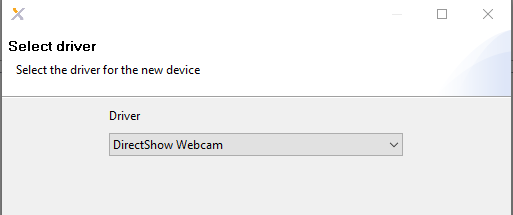 Select driver
Select the driver for the new device
Driver
DirectShow Webcam